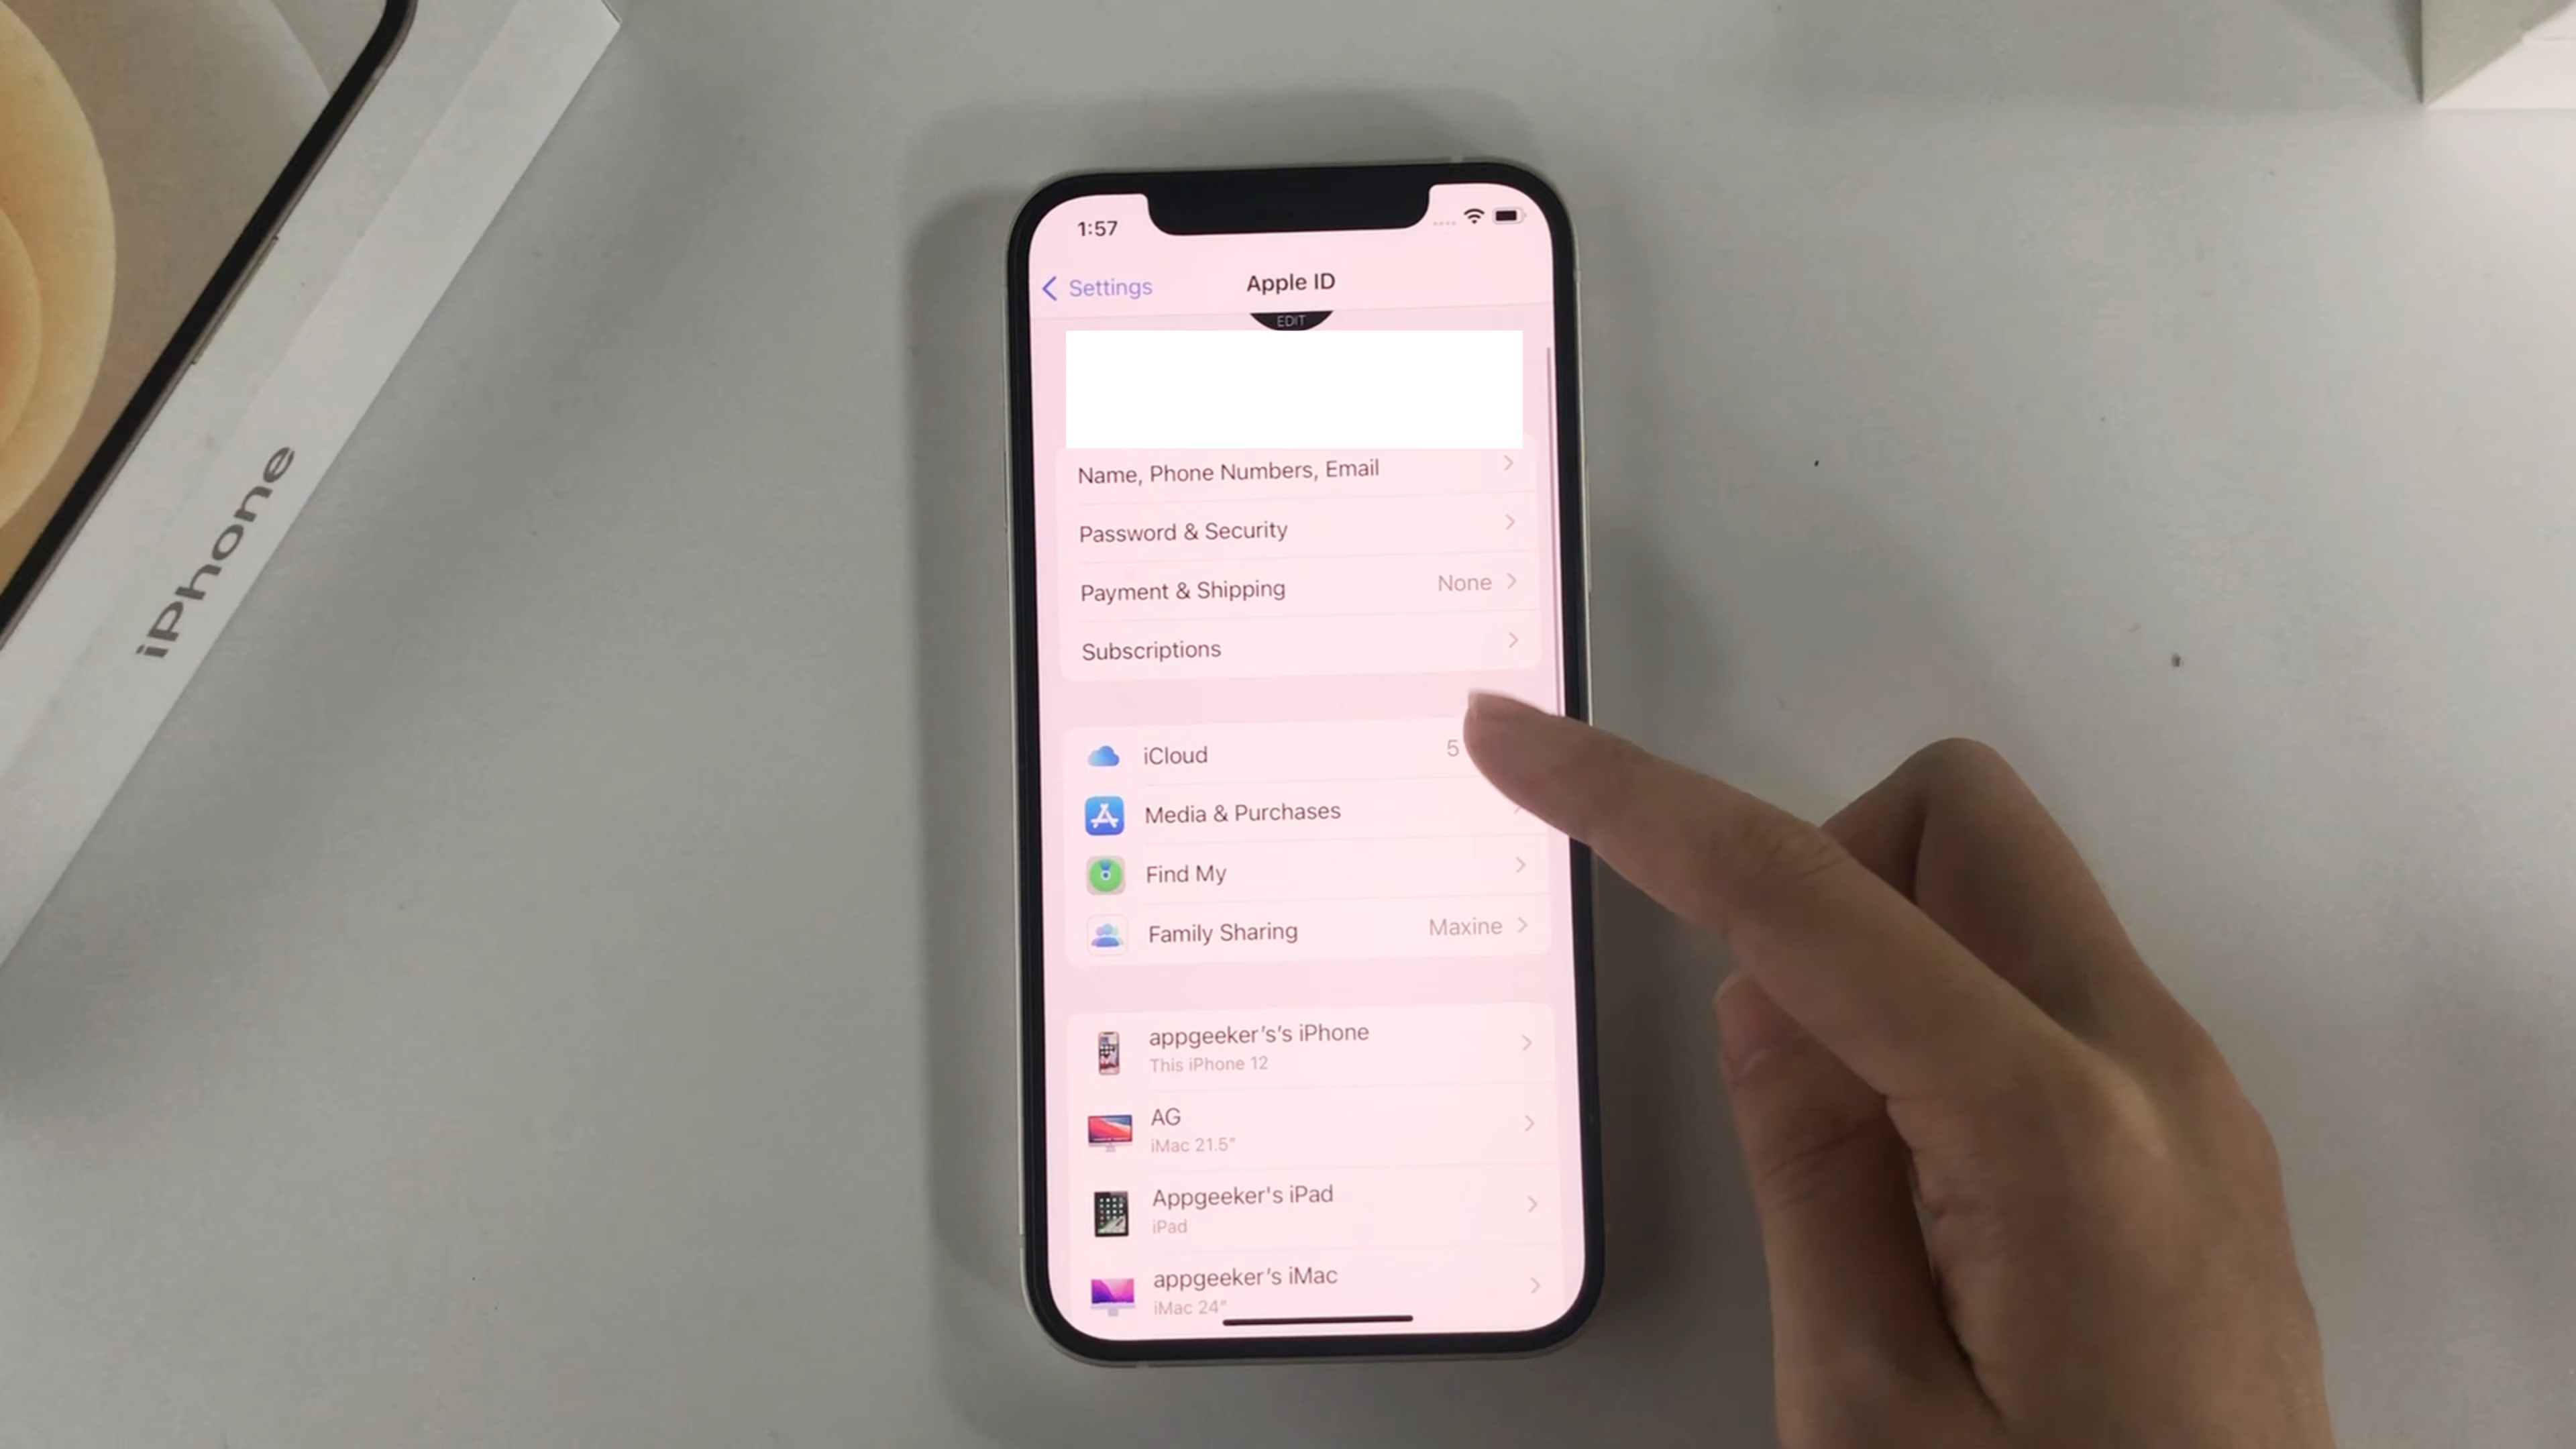 iPhone
1:57
Settings
Apple ID
EDIT
Name, Phone Numbers, Email
Password & Security
Payment & Shipping None
Subscriptions
iCloud 5
Media & Purchases
Find My
Family Sharing Maxine
appgeeker’s’s iPhone
This iPhone 12
AG
iMac 21.5"
Appgeeker's iPad
iPad
appgeeker’s iMac
iMac 24"